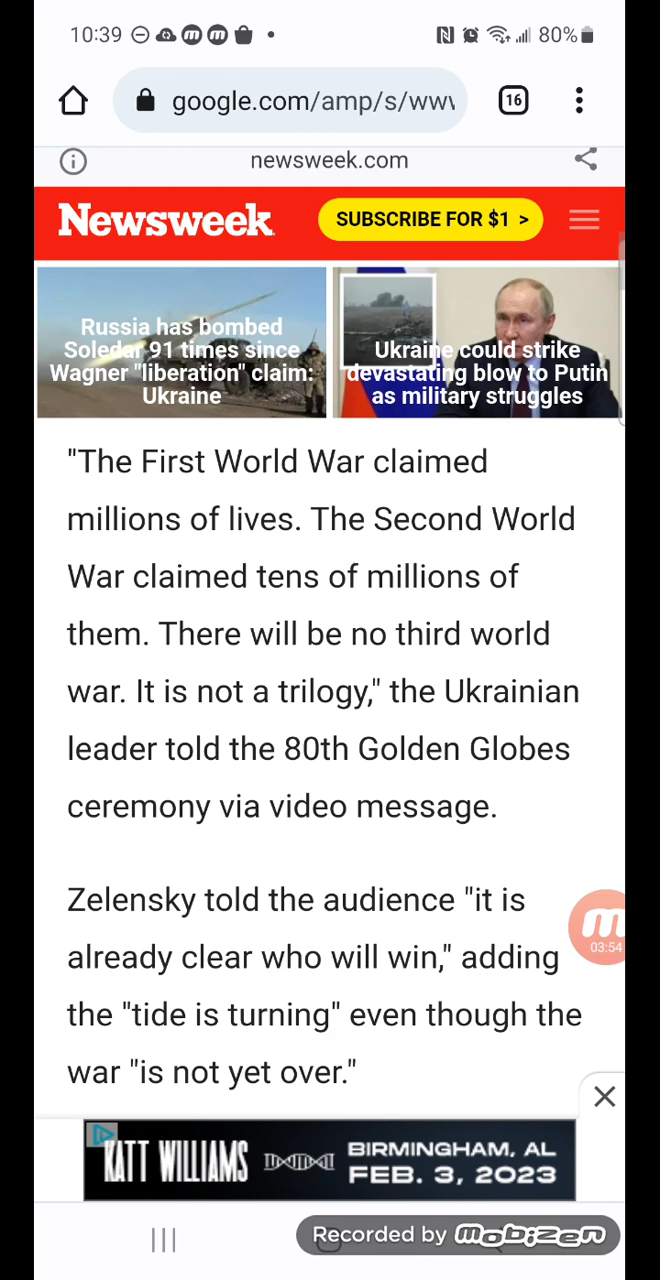 10:39
80%
google.com/amp/s/www
16
newsweek.com
Newsweek
SUBSCRIBE FOR $1 >
Russia has bombed
Soledar 91 times since
Wagner "liberation" claim:
Ukraine
Ukraine could strike
devastating blow to Putin
as military struggles
"The First World War claimed
millions of lives. The Second World
War claimed tens of millions of
them. There will be no third world
war. It is not a trilogy," the Ukrainian
leader told the 80th Golden Globes
ceremony via video message.
Zelensky told the audience "it is
already clear who will win," adding
the "tide is turning" even though the
war "is not yet over."
m
03:54
KATT WILLIAMS
BIRMINGHAM, AL
FEB. 3, 2023
Recorded by mobizen